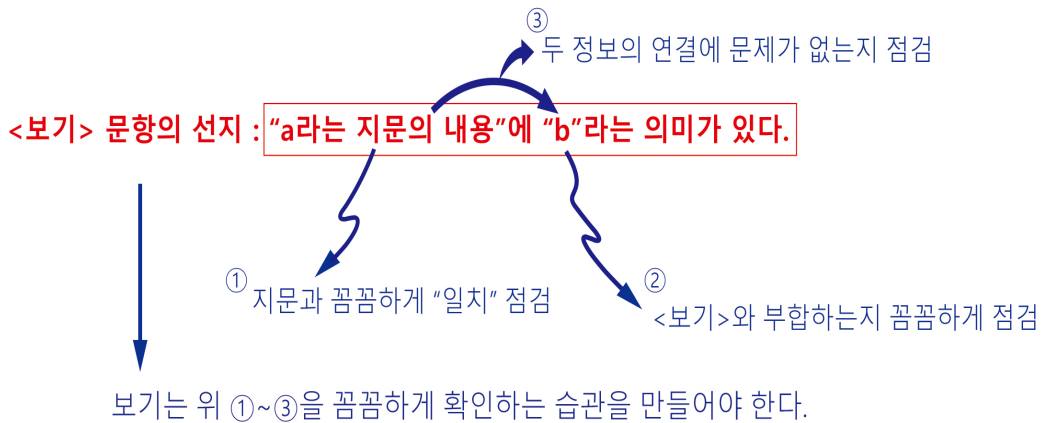 ③
두 정보의 연결에 문제가 없는지 점검
<보기> 문항의 선지 : “a라는 지문의 내용”에 “b”라는 의미가 있다.
①
지문과 꼼꼼하게 “일치” 점검
②
<보기>와 부합하는지 꼼꼼하게 점검
보기는 위 ①~③을 꼼꼼하게 확인하는 습관을 만들어야 한다.